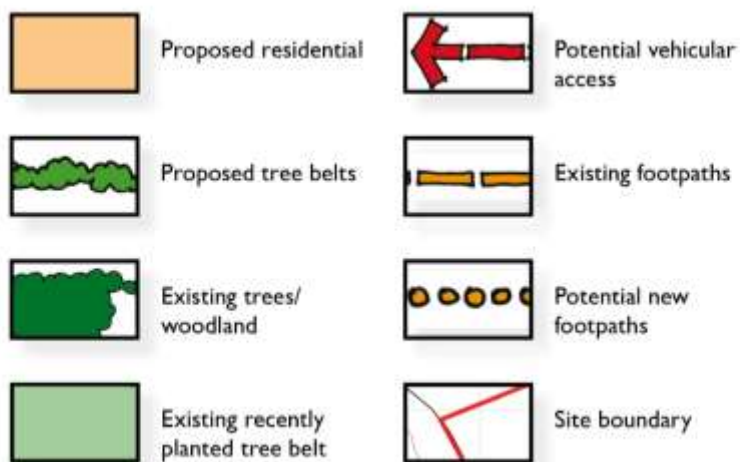 Proposed residential
Proposed tree belts
Existing trees/
woodland
Existing recently
planted tree belt
Potential vehicular
access
Existing footpaths
Potential new
footpaths
Site boundary